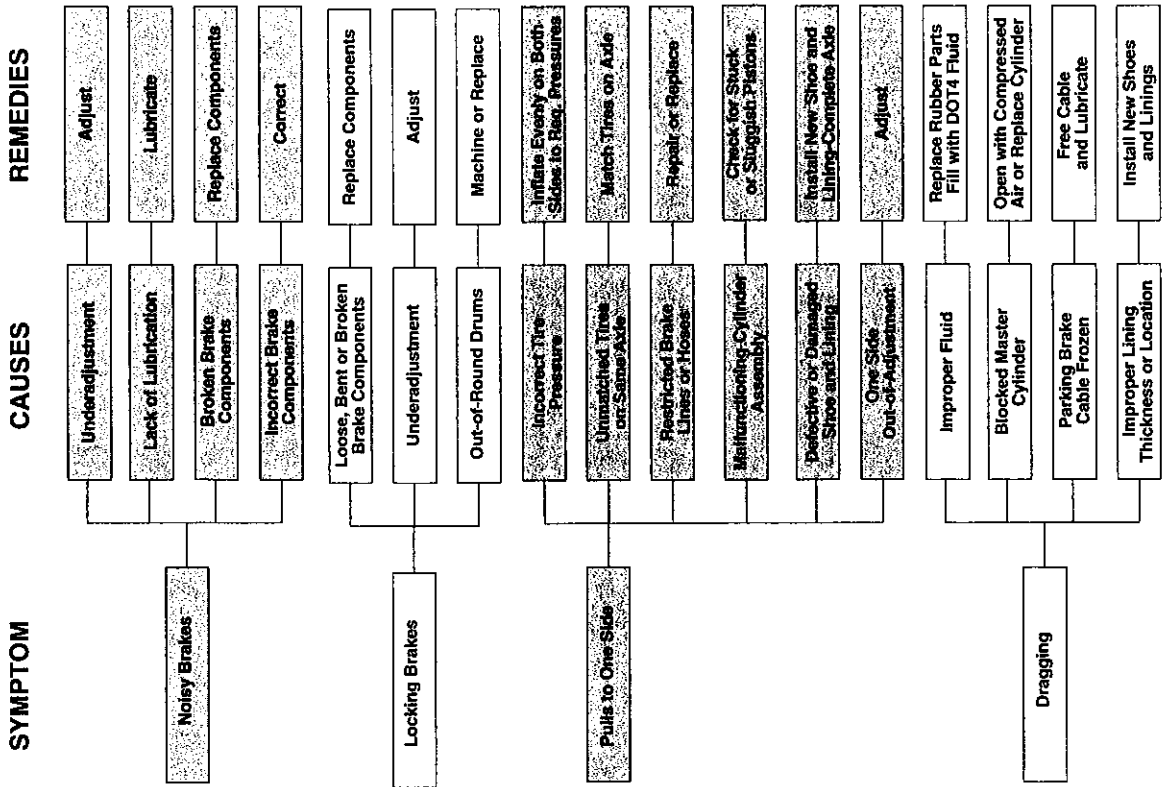 SYMPTOM
CAUSES
REMEDIES
Noisy Brakes
Underadjustment
Adjust
Lack of Lubrication
Lubricate
Broken Brake
Components
Replace Components
Incorrect Brake
Components
Correct
Locking Brakes
Loose, Bent or Broken
Brake Components
Replace Components
Underadjustment
Adjust
Out-of-Round Drums
Machine or Replace
Pulls to One Side
Incorrect Tire
Pressure
Inflate Evenly on Both
Sides to Req. Pressures
Unmatched Tires
on Same Axle
Match Tires on Axle
Restricted Brake
Lines or Hoses
Repair or Replace
Malfunctioning Cylinder
Assembly
Check for Stuck
or Sluggish Pistons
Defective or Damaged
Shoe and Lining
Install New Shoe and
Lining-Complete Axle
One Side
Out-of-Adjustment
Adjust
Dragging
Improper Fluid
Replace Rubber Parts
Fill with DOT4 Fluid
Blocked Master
Cylinder
Open with Compressed
Air or Replace Cylinder
Parking Brake
Cable Frozen
Free Cable
and Lubricate
Improper Lining
Thickness or Location
Install New Shoes
and Linings